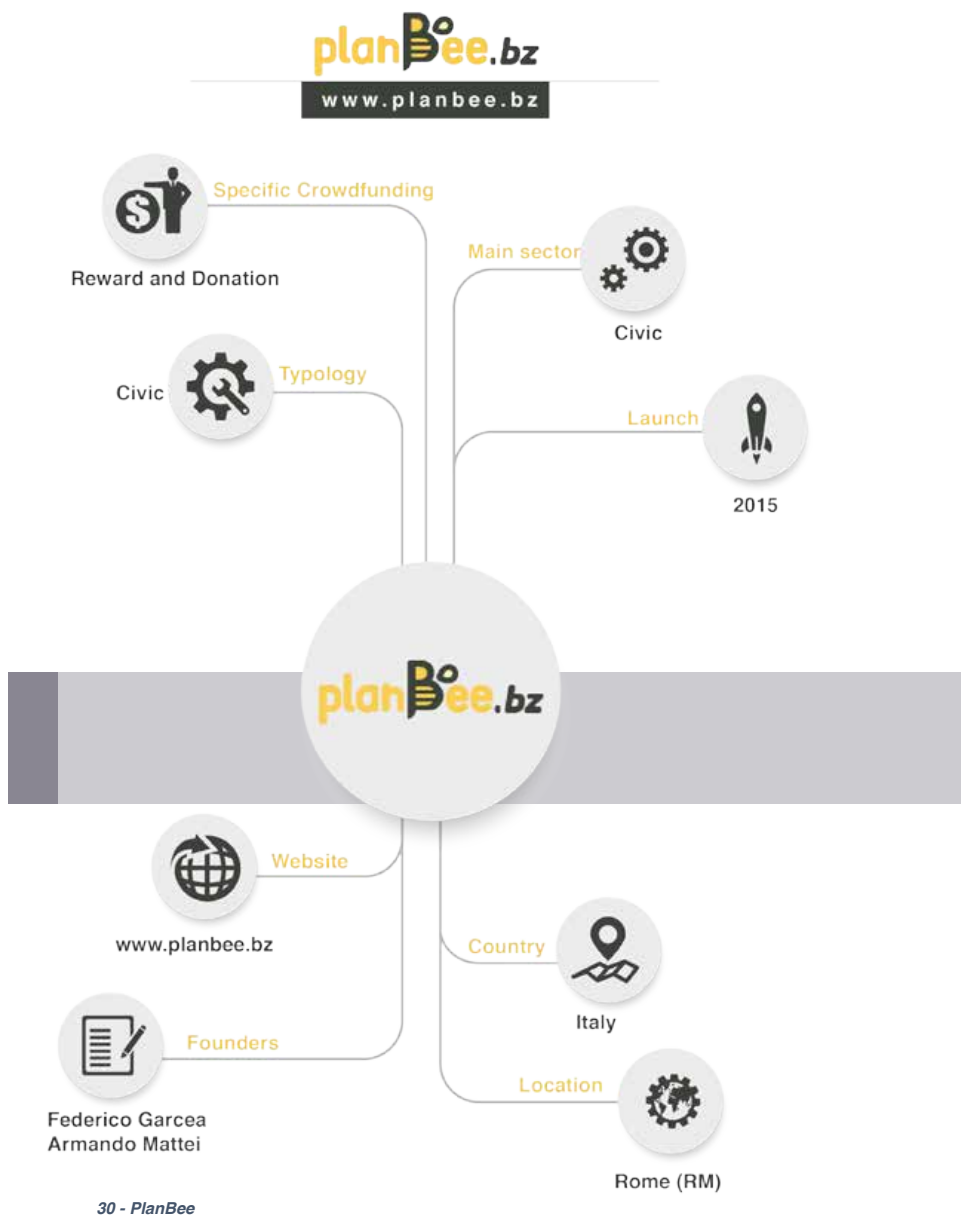 planBee.bz
www.planbee.bz
Specific Crowdfunding
Reward and Donation
Main sector
Civic
Typology
Civic
Launch
2015
planBee.bz
Website
www.planbee.bz
Country
Italy
Founders
Federico Garcea
Armando Mattei
Location
Rome (RM)
30 - PlanBee